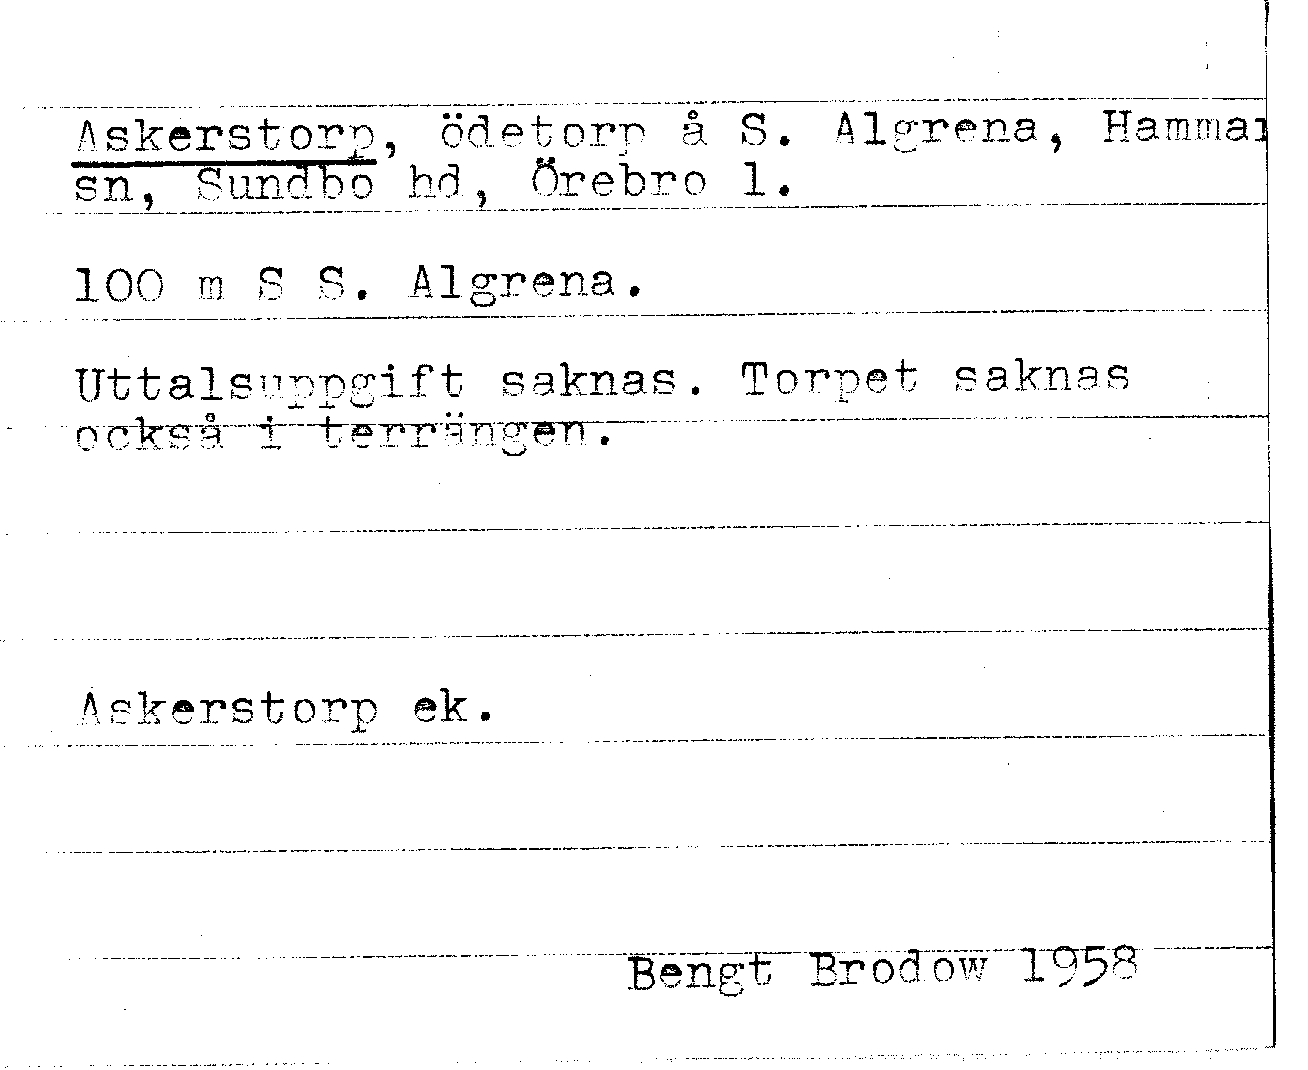 Askerstorp, ödetorp å S. Algrena, Hammar
sn, Sundbo hd, Örebro l.
100 m S S. Algrena.
Uttalsuppgift saknas. Torpet saknas
också i terrängen.
Askerstorp ek.
Bengt Brodow 1958